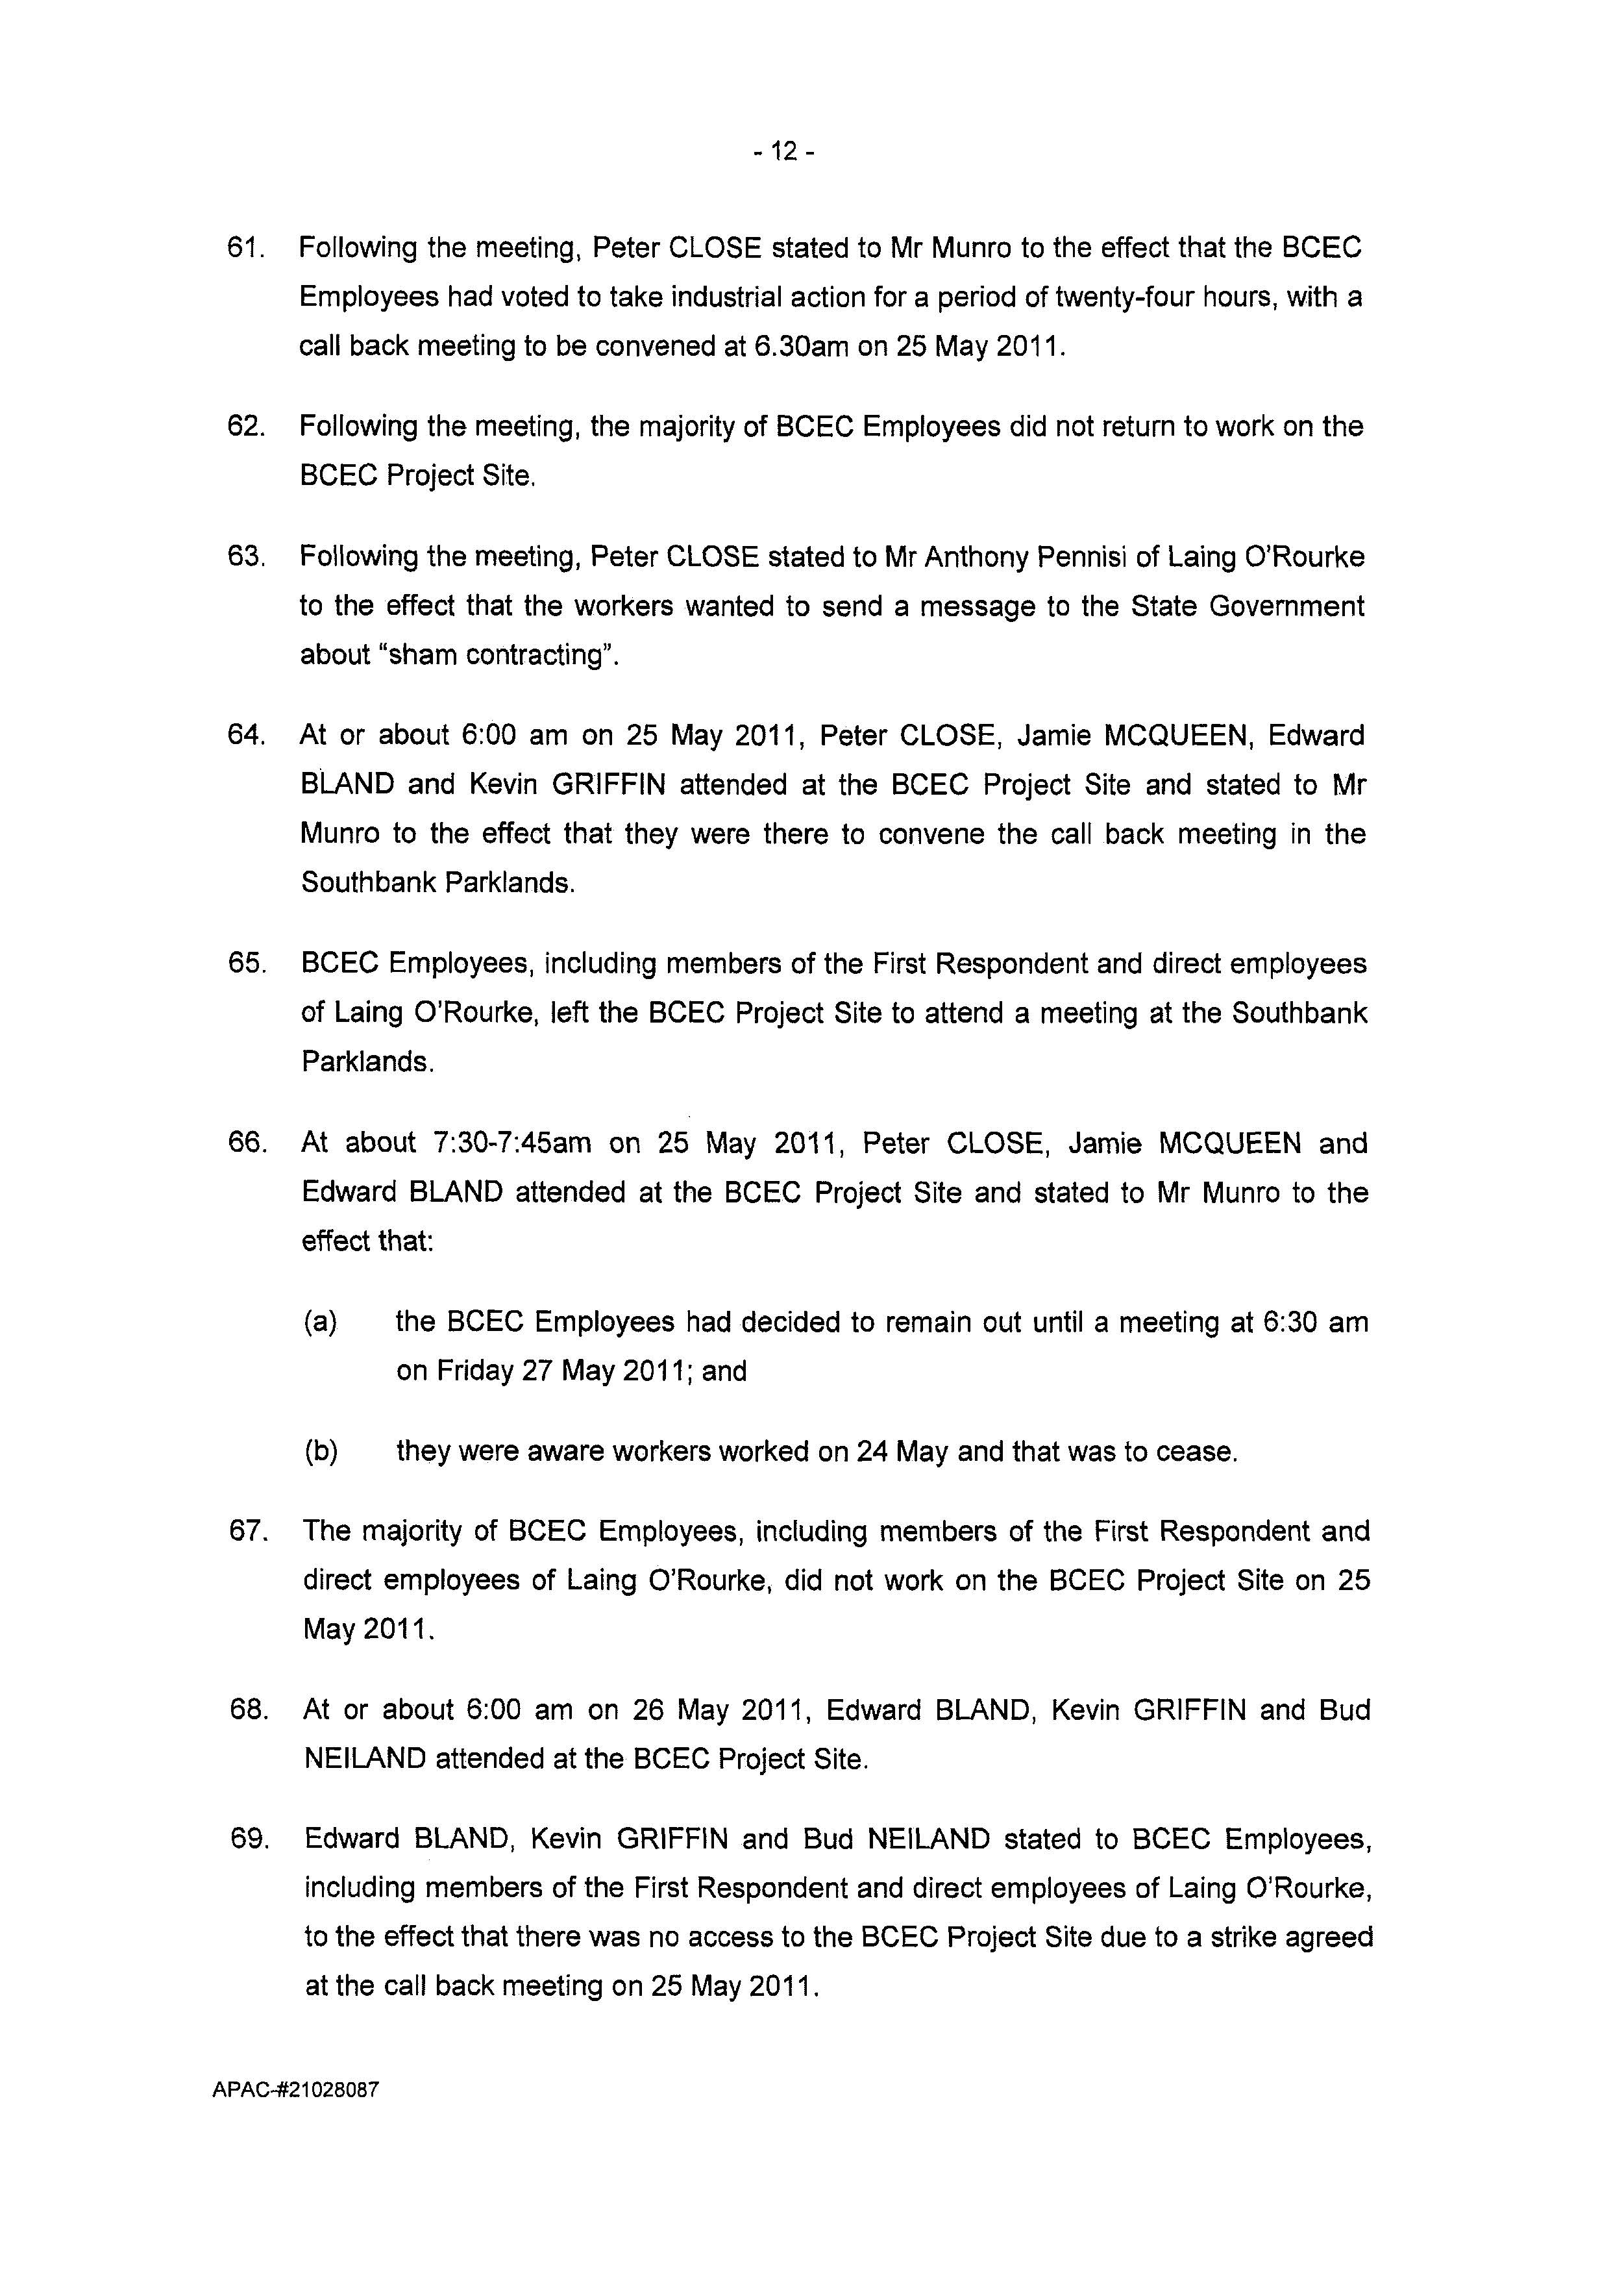 - 12 -
61. Following the meeting, Peter CLOSE stated to Mr Munro to the effect that the BCEC
Employees had voted to take industrial action for a period of twenty-four hours, with a
call back meeting to be convened at 6.30am on 25 May 2011.
62. Following the meeting, the majority of BCEC Employees did not return to work on the
BCEC Project Site.
63. Following the meeting, Peter CLOSE stated to Mr Anthony Pennisi of Laing O'Rourke
to the effect that the workers wanted to send a message to the State Government
about “sham contracting”.
64. At or about 6:00 am on 25 May 2011, Peter CLOSE, Jamie MCQUEEN, Edward
BLAND and Kevin GRIFFIN attended at the BCEC Project Site and stated to Mr
Munro to the effect that they were there to convene the call back meeting in the
Southbank Parklands.
65. BCEC Employees, including members of the First Respondent and direct employees
of Laing O'Rourke, left the BCEC Project Site to attend a meeting at the Southbank
Parklands.
66. At about 7:30-7:45am on 25 May 2011, Peter CLOSE, Jamie MCQUEEN and
Edward BLAND attended at the BCEC Project Site and stated to Mr Munro to the
effect that:
(a) the BCEC Employees had decided to remain out until a meeting at 6:30 am
on Friday 27 May 2011; and
(b) they were aware workers worked on 24 May and that was to cease.
67. The majority of BCEC Employees, including members of the First Respondent and
direct employees of Laing O'Rourke, did not work on the BCEC Project Site on 25
May 2011.
68. At or about 6:00 am on 26 May 2011, Edward BLAND, Kevin GRIFFIN and Bud
NEILAND attended at the BCEC Project Site.
69. Edward BLAND, Kevin GRIFFIN and Bud NEILAND stated to BCEC Employees,
including members of the First Respondent and direct employees of Laing O'Rourke,
to the effect that there was no access to the BCEC Project Site due to a strike agreed
at the call back meeting on 25 May 2011.
APAC-#21028087